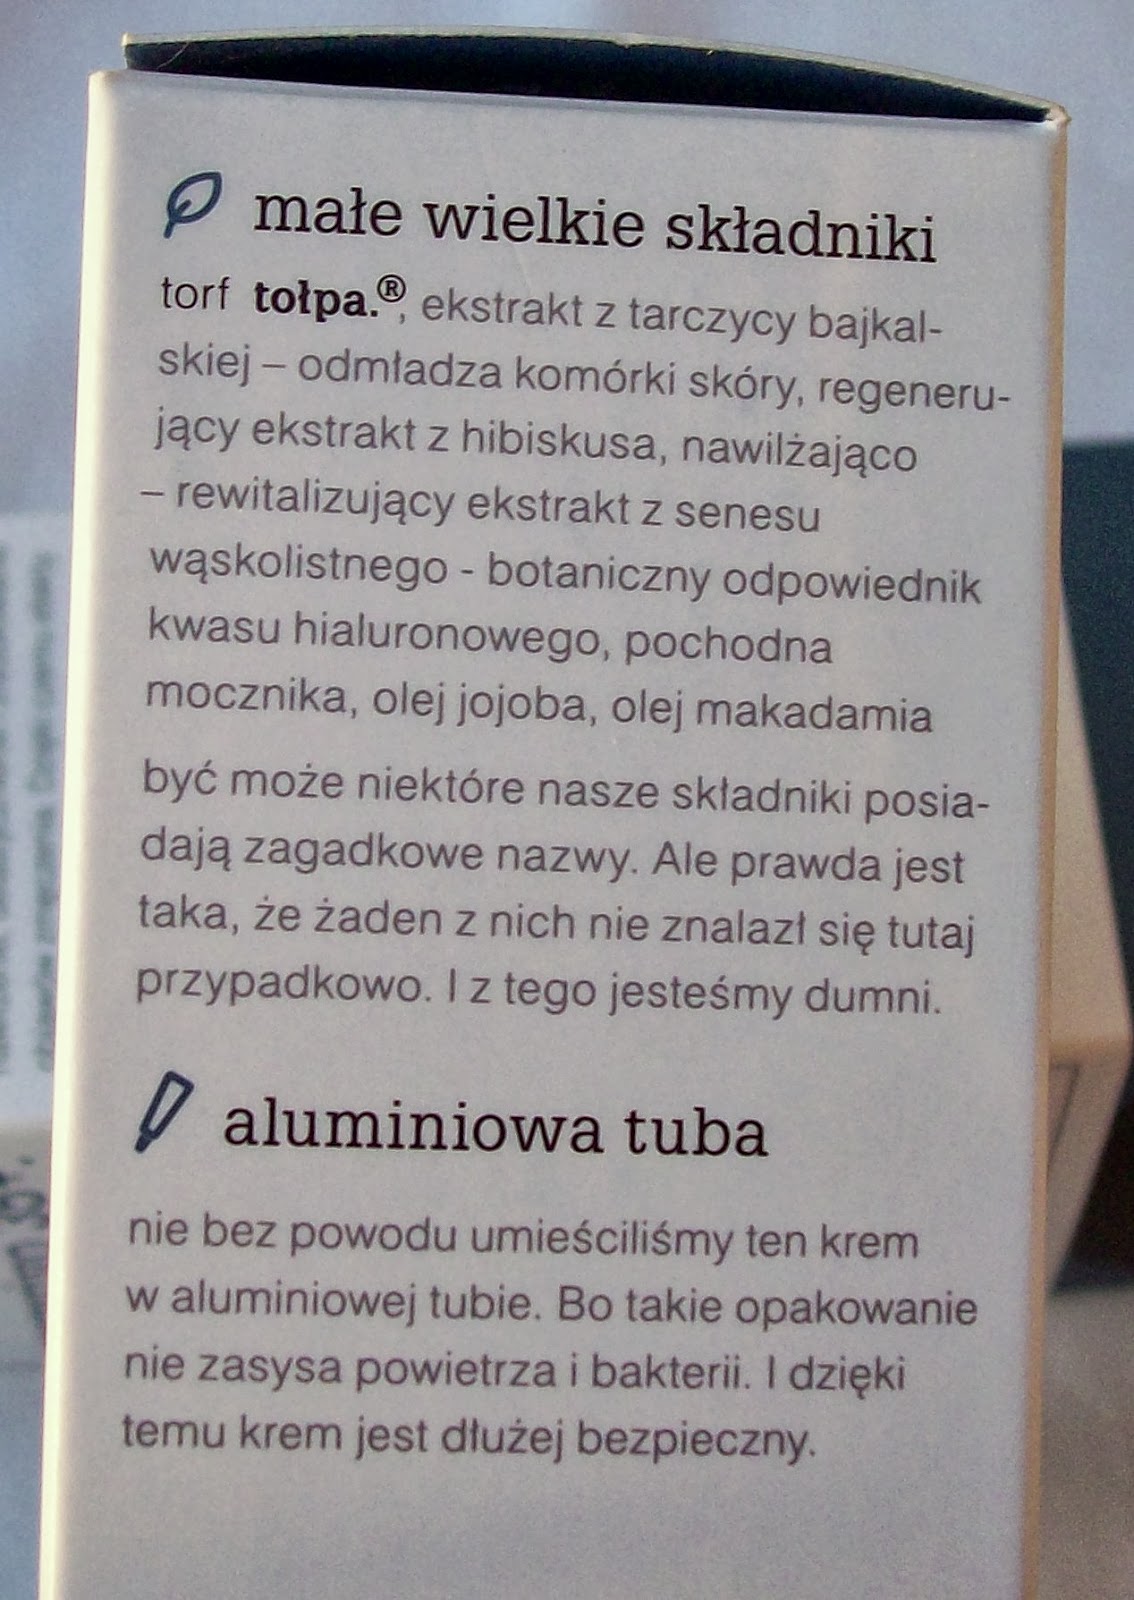 małe wielkie składniki
torf tołpa.®, ekstrakt z tarczycy bajkal-
skiej – odmładza komórki skóry, regeneru-
jący ekstrakt z hibiskusa, nawilżająco
– rewitalizujący ekstrakt z senesu
wąskolistnego - botaniczny odpowiednik
kwasu hialuronowego, pochodna
mocznika, olej jojoba, olej makadamia
być może niektóre nasze składniki posia-
dają zagadkowe nazwy. Ale prawda jest
taka, że żaden z nich nie znalazł się tutaj
przypadkowo. I z tego jesteśmy dumni.
aluminiowa tuba
nie bez powodu umieściliśmy ten krem
w aluminiowej tubie. Bo takie opakowanie
nie zasysa powietrza i bakterii. I dzięki
temu krem jest dłużej bezpieczny.